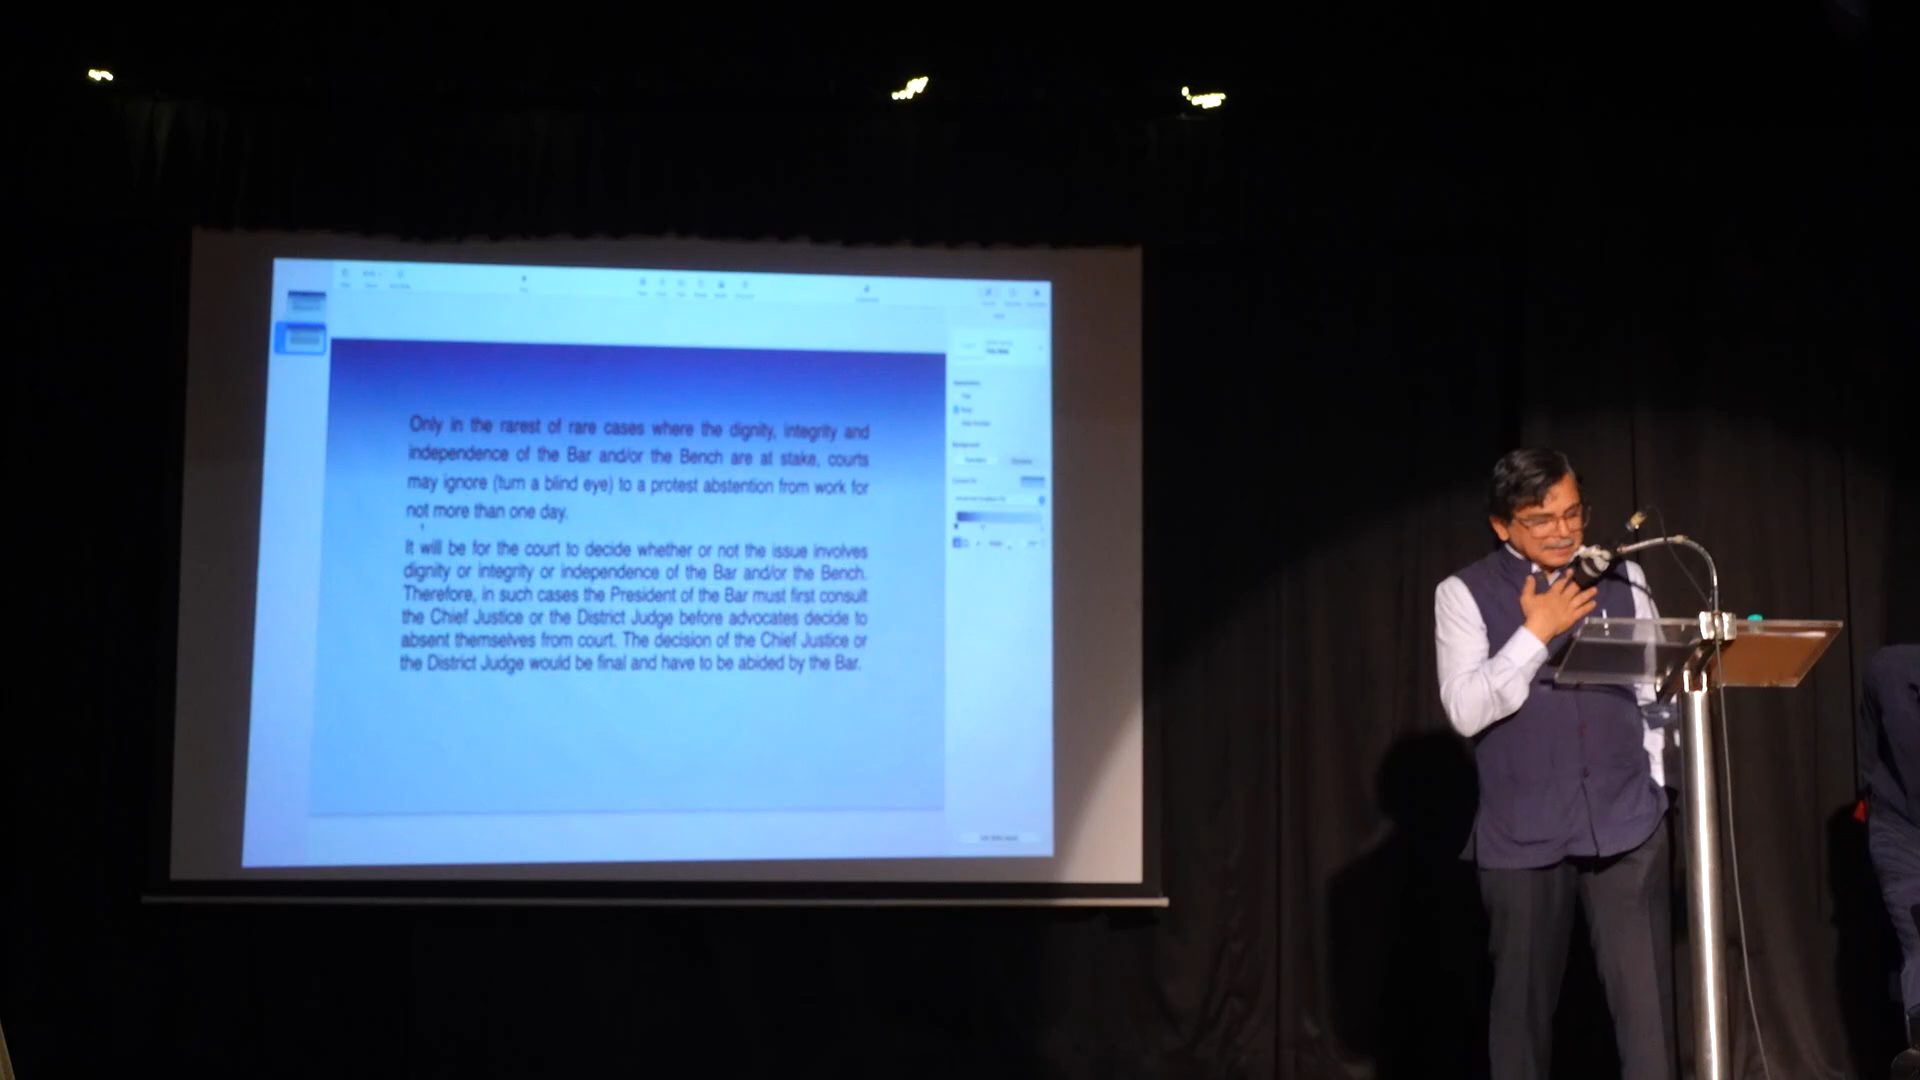 Only in the rarest of rare cases where the dignity, integrity and
independence of the Bar and/or the Bench are at stake, courts
may ignore (turn a blind eye) to a protest abstention from work for
not more than one day.
It will be for the court to decide whether or not the issue involves
dignity or integrity or independence of the Bar and/or the Bench.
Therefore, in such cases the President of the Bar must first consult
the Chief Justice or the District Judge before advocates decide to
absent themselves from court. The decision of the Chief Justice or
the District Judge would be final and have to be abided by the Bar.